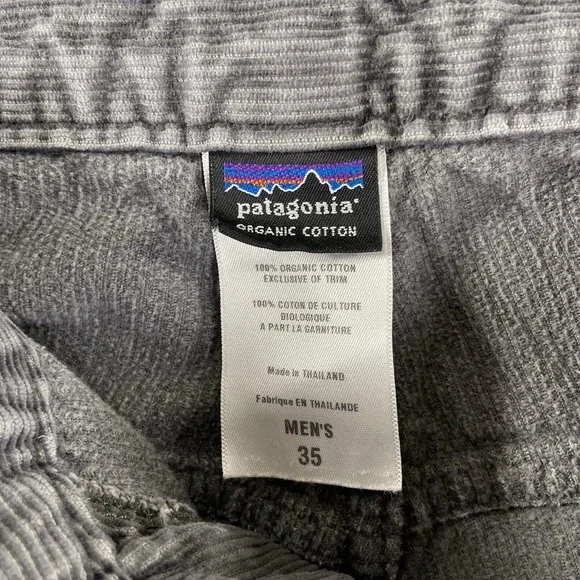 patagonia®
ORGANIC COTTON
100% ORGANIC COTTON
EXCLUSIVE OF TRIM
100% COTON DE CULTURE
BIOLOGIQUE
A PART LA GARNITURE
Made in THAILAND
Fabrique EN THAILANDE
MEN'S
35